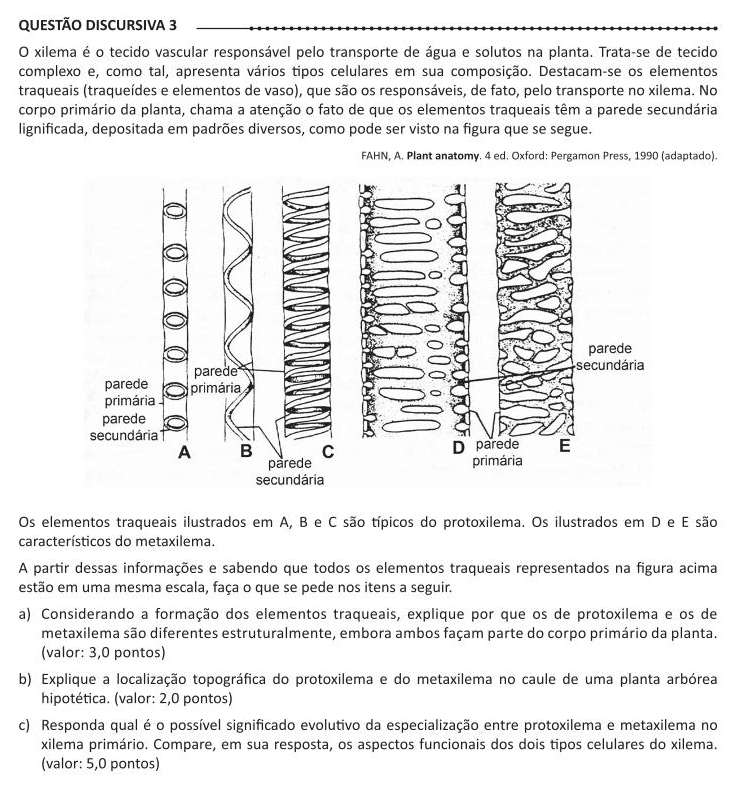 QUESTÃO DISCURSIVA 3
O xilema é o tecido vascular responsável pelo transporte de água e solutos na planta. Trata-se de tecido
complexo e, como tal, apresenta vários tipos celulares em sua composição. Destacam-se os elementos
traqueais (traqueídes e elementos de vaso), que são os responsáveis, de fato, pelo transporte no xilema. No
corpo primário da planta, chama a atenção o fato de que os elementos traqueais têm a parede secundária
lignificada, depositada em padrões diversos, como pode ser visto na figura que se segue.
FAHN, A. Plant anatomy. 4 ed. Oxford: Pergamon Press, 1990 (adaptado).
parede
primária
parede
secundária
A
parede
primária
B
parede
secundária
C
D
parede
primária
E
parede
secundária
Os elementos traqueais ilustrados em A, B e C são típicos do protoxilema. Os ilustrados em D e E são
característicos do metaxilema.
A partir dessas informações e sabendo que todos os elementos traqueais representados na figura acima
estão em uma mesma escala, faça o que se pede nos itens a seguir.
a) Considerando a formação dos elementos traqueais, explique por que os de protoxilema e os de
metaxilema são diferentes estruturalmente, embora ambos façam parte do corpo primário da planta.
(valor: 3,0 pontos)
b) Explique a localização topográfica do protoxilema e do metaxilema no caule de uma planta arbórea
hipotética. (valor: 2,0 pontos)
c) Responda qual é o possível significado evolutivo da especialização entre protoxilema e metaxilema no
xilema primário. Compare, em sua resposta, os aspectos funcionais dos dois tipos celulares do xilema.
(valor: 5,0 pontos)